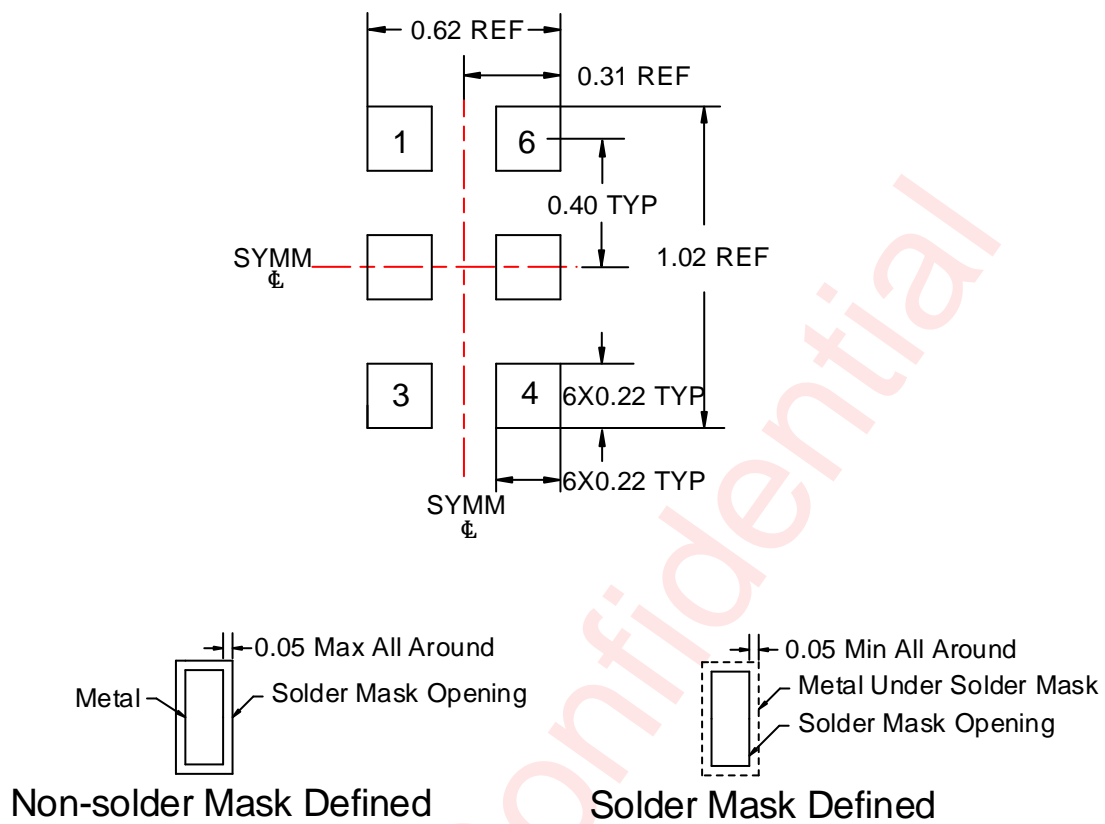 0.62 REF
0.31 REF
1
6
0.40 TYP
SYMM
℄
1.02 REF
3
4
6X0.22 TYP
6X0.22 TYP
SYMM
℄
0.05 Max All Around
Metal
Solder Mask Opening
Non-solder Mask Defined
0.05 Min All Around
Metal Under Solder Mask
Solder Mask Opening
Solder Mask Defined
onfidential